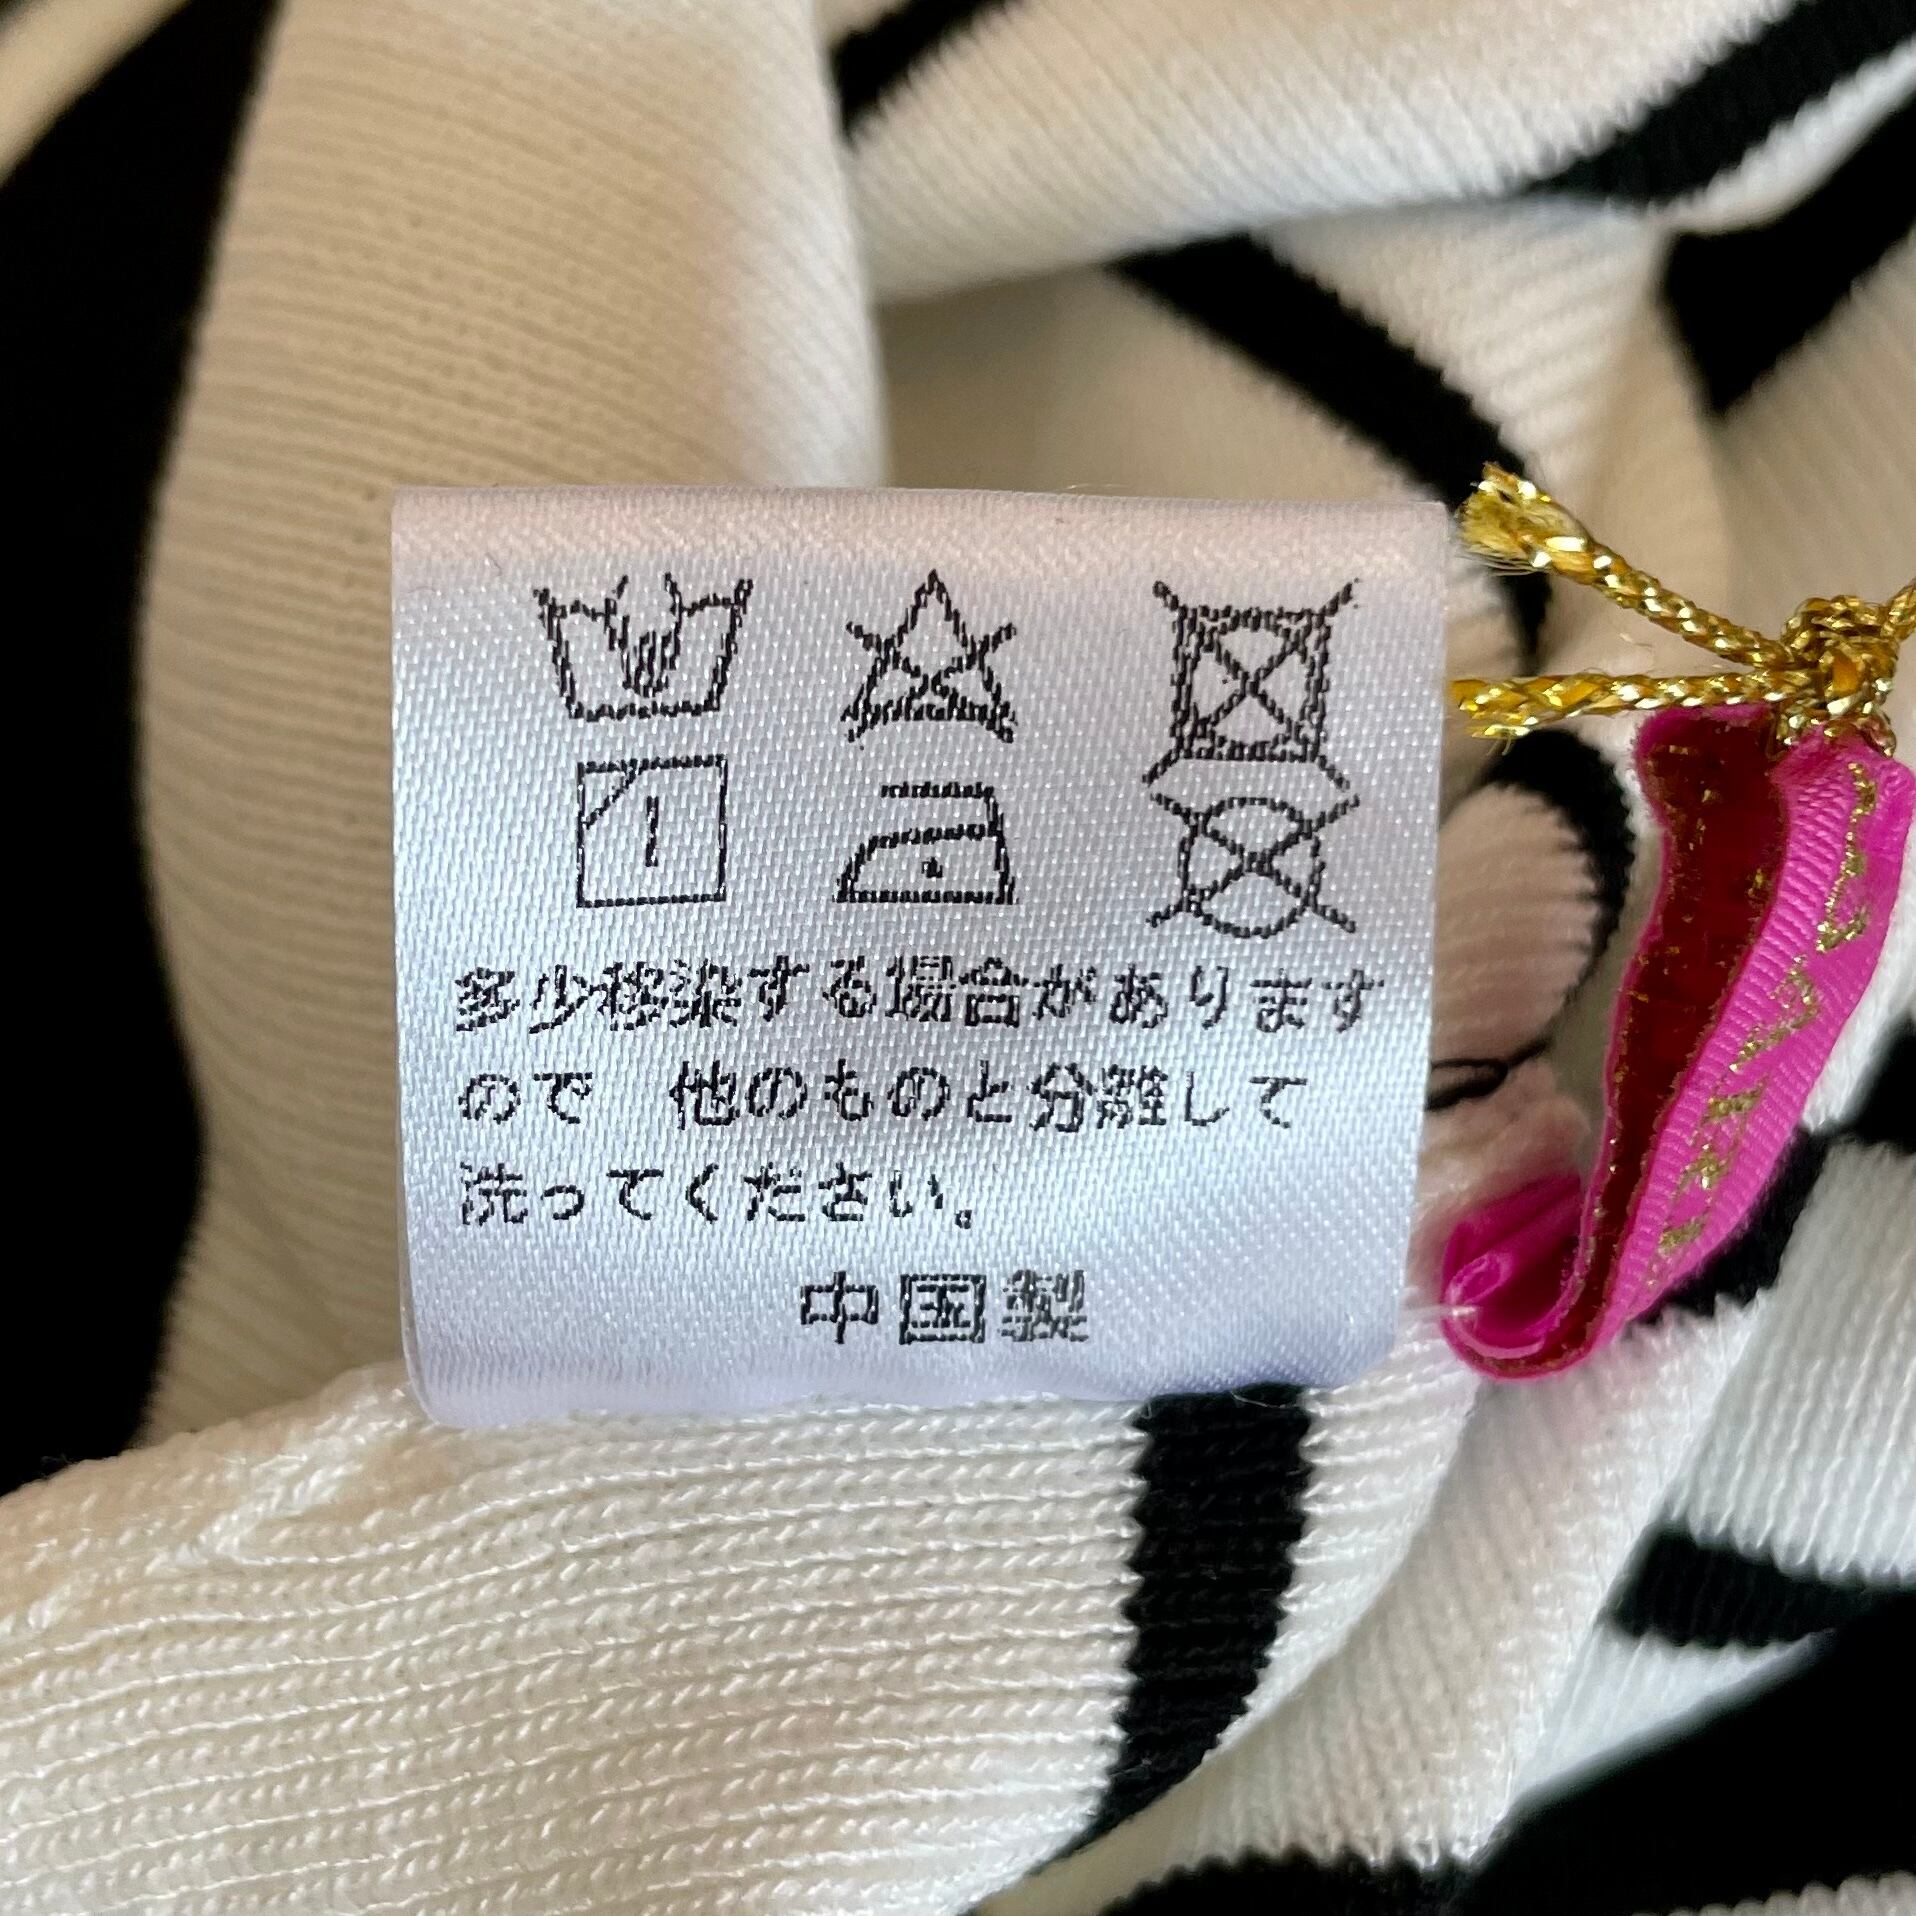 多少移染する場合があります
ので 他のものと分離して
洗ってください。
中国製